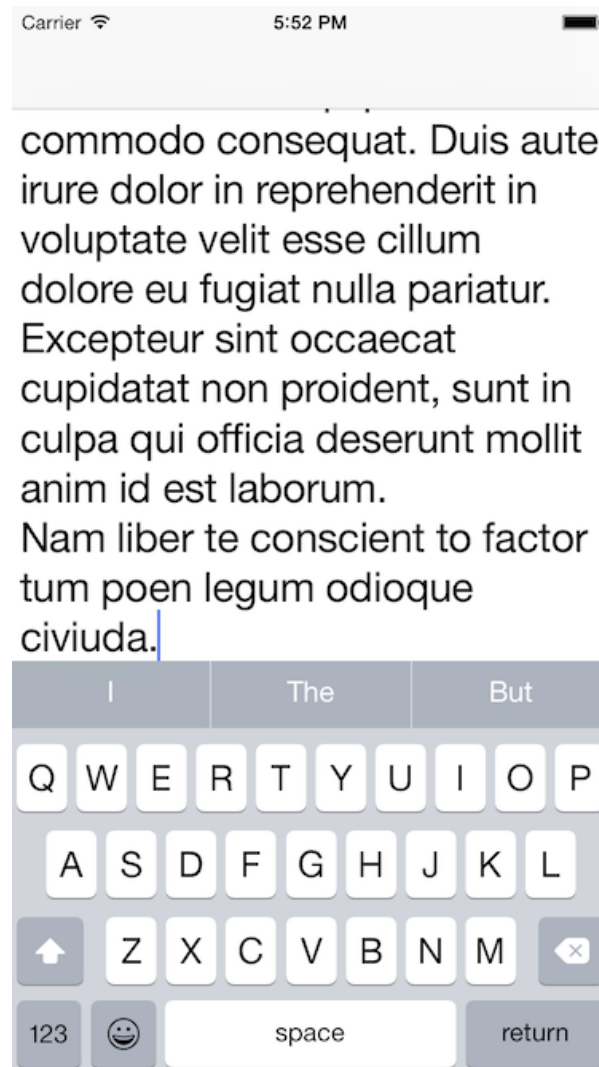 Carrier 5:52 PM
commodo consequat. Duis aute
irure dolor in reprehenderit in
voluptate velit esse cillum
dolore eu fugiat nulla pariatur.
Excepteur sint occaecat
cupidatat non proident, sunt in
culpa qui officia deserunt mollit
anim id est laborum.
Nam liber te conscient to factor
tum poen legum odioque
civiuda.
I The But
Q W E R T Y U I O P
A S D F G H J K L
Z X C V B N M
123 space return